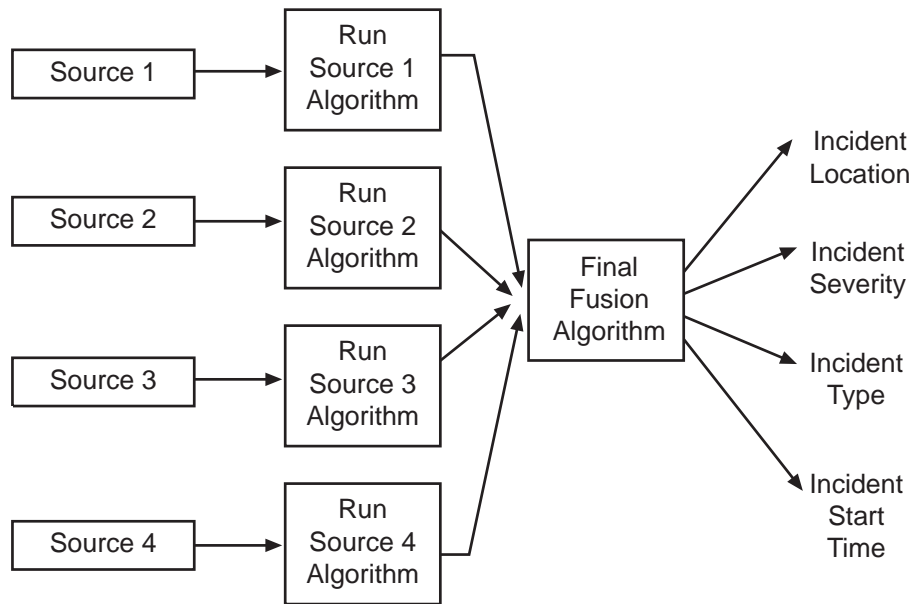 Source 1
Run
Source 1
Algorithm
Source 2
Run
Source 2
Algorithm
Source 3
Run
Source 3
Algorithm
Source 4
Run
Source 4
Algorithm
Final
Fusion
Algorithm
Incident
Location
Incident
Severity
Incident
Type
Incident
Start
Time